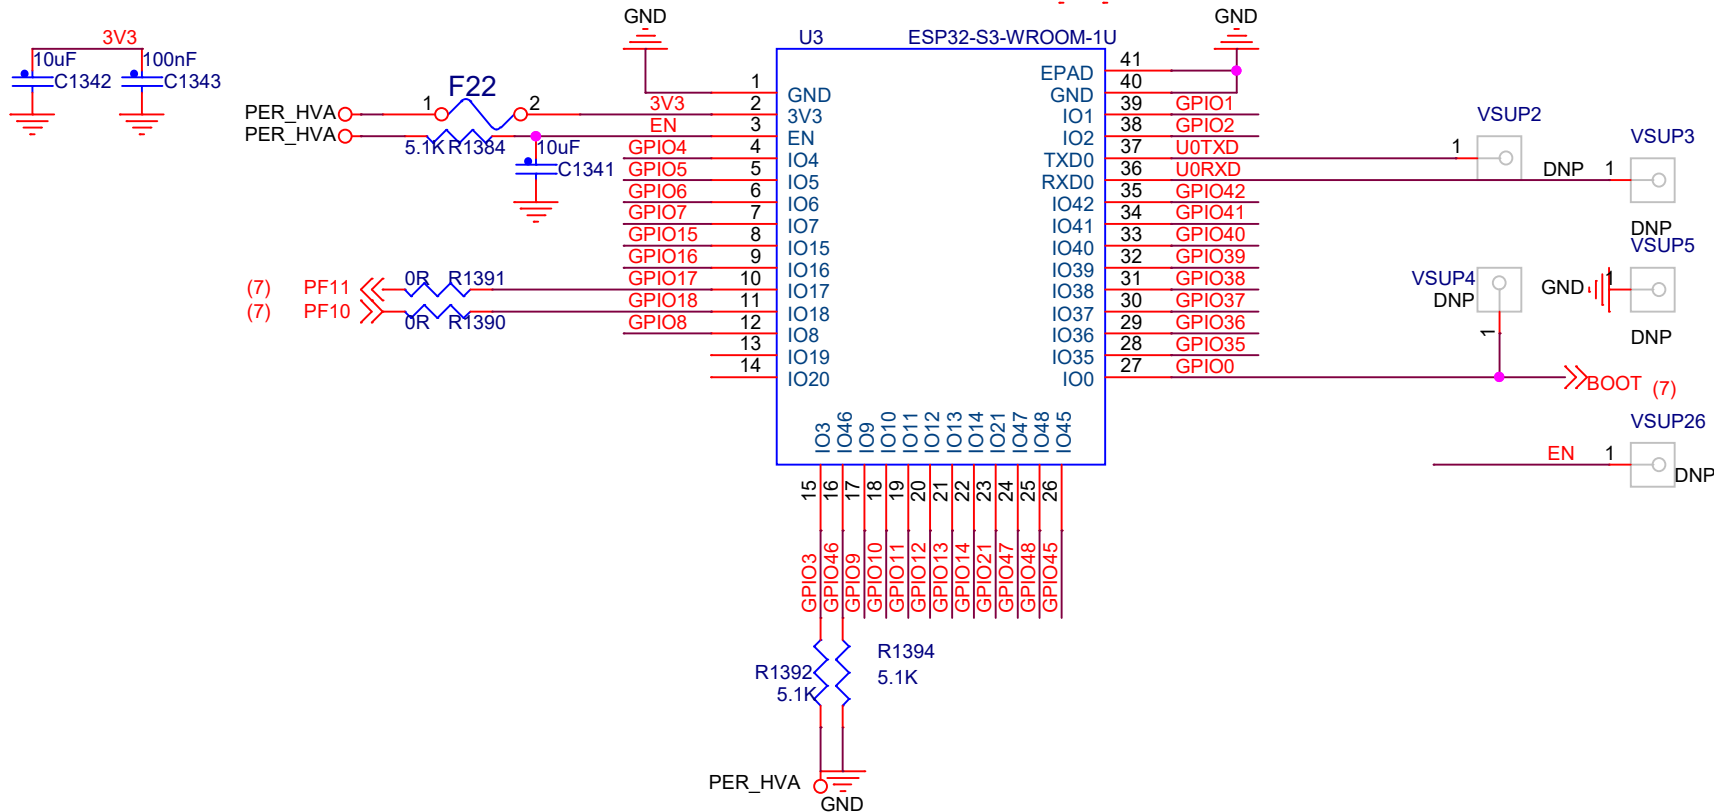 3V3
10uF
C1342
100nF
C1343
GND
U3
ESP32-S3-WROOM-1U
GND
F22
PER_HVA
1
2
3V3
PER_HVA
5.1K
R1384
EN
10uF
C1341
GPIO4
GPIO5
GPIO6
GPIO7
GPIO15
GPIO16
(7)
PF11
0R
R1391
GPIO17
(7)
PF10
0R
R1390
GPIO18
GPIO8
1
GND
2
3V3
3
EN
4
IO4
5
IO5
6
IO6
7
IO7
8
IO15
9
IO16
10
IO17
11
IO18
12
IO8
13
IO19
14
IO20
EPAD
41
GND
40
IO1
39
GPIO1
IO2
38
GPIO2
TXD0
37
U0TXD
RXD0
36
U0RXD
IO42
35
GPIO42
IO41
34
GPIO41
IO40
33
GPIO40
IO39
32
GPIO39
IO38
31
GPIO38
IO37
30
GPIO37
IO36
29
GPIO36
IO35
28
GPIO35
IO0
27
GPIO0
VSUP2
1
DNP
VSUP3
1
DNP
VSUP4
DNP
1
VSUP5
GND
1
DNP
BOOT
(7)
VSUP26
EN
1
DNP
IO3
IO46
IO9
IO10
IO11
IO12
IO13
IO14
IO21
IO47
IO48
IO45
15
16
17
18
19
20
21
22
23
24
25
26
GPIO3
GPIO46
GPIO9
GPIO10
GPIO11
GPIO12
GPIO13
GPIO14
GPIO21
GPIO47
GPIO48
GPIO45
R1392
5.1K
R1394
5.1K
PER_HVA
GND